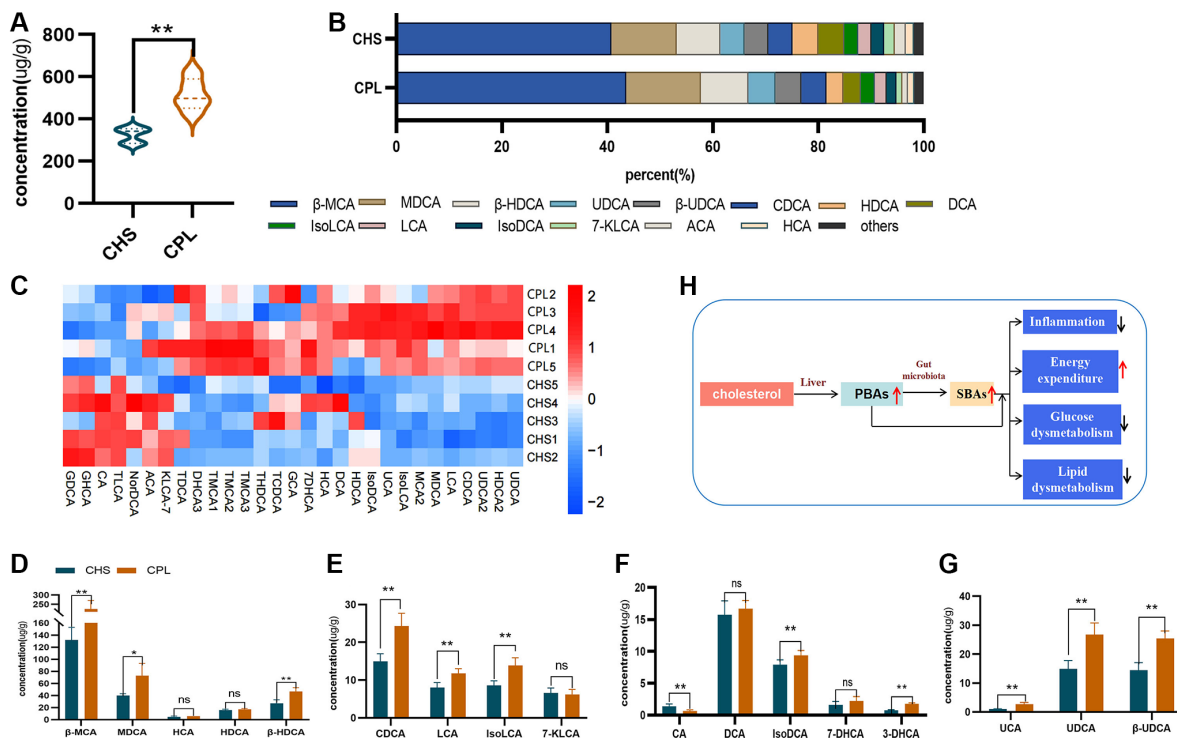 A
concentration(ug/g)
800
600
400
200
0
**
CHS
CPL
B
CHS
CPL
0
20
40
60
80
100
percent(%)
β-MCA MDCA β-HDCA UDCA β-UDCA CDCA HDCA DCA
IsoLCA LCA IsoDCA 7-KLCA ACA HCA others
C
CPL2
CPL3
CPL4
CPL1
CPL5
CHS5
CHS4
CHS3
CHS1
CHS2
2
1
0
−1
−2
GDCA
GHCA
CA
TLCA
NorDCA
ACA
KLCA-7
TDCA
DHCA3
TMCA1
TMCA2
TMCA3
THDCA
TCDCA
GCA
7DHCA
HCA
DCA
HDCA
IsoDCA
UCA
IsoLCA
MCA2
MDCA
LCA
CDCA
UDCA2
HDCA2
UDCA
H
cholesterol
Liver
PBAs
Gut
microbiota
SBAs
Inflammation
Energy
expenditure
Glucose
dysmetabolism
Lipid
dysmetabolism
D
CHS CPL
concentration(ug/g)
300
250
200
160
140
120
100
80
60
40
20
0
**
*
ns
ns
**
β-MCA MDCA HCA HDCA β-HDCA
E
concentration(ug/g)
30
20
10
0
**
**
**
ns
CDCA LCA IsoLCA 7-KLCA
F
concentration(ug/g)
20
15
10
5
0
**
ns
**
ns
**
CA DCA IsoDCA 7-DHCA 3-DHCA
G
concentration(ug/g)
40
30
20
10
0
**
**
**
UCA UDCA β-UDCA